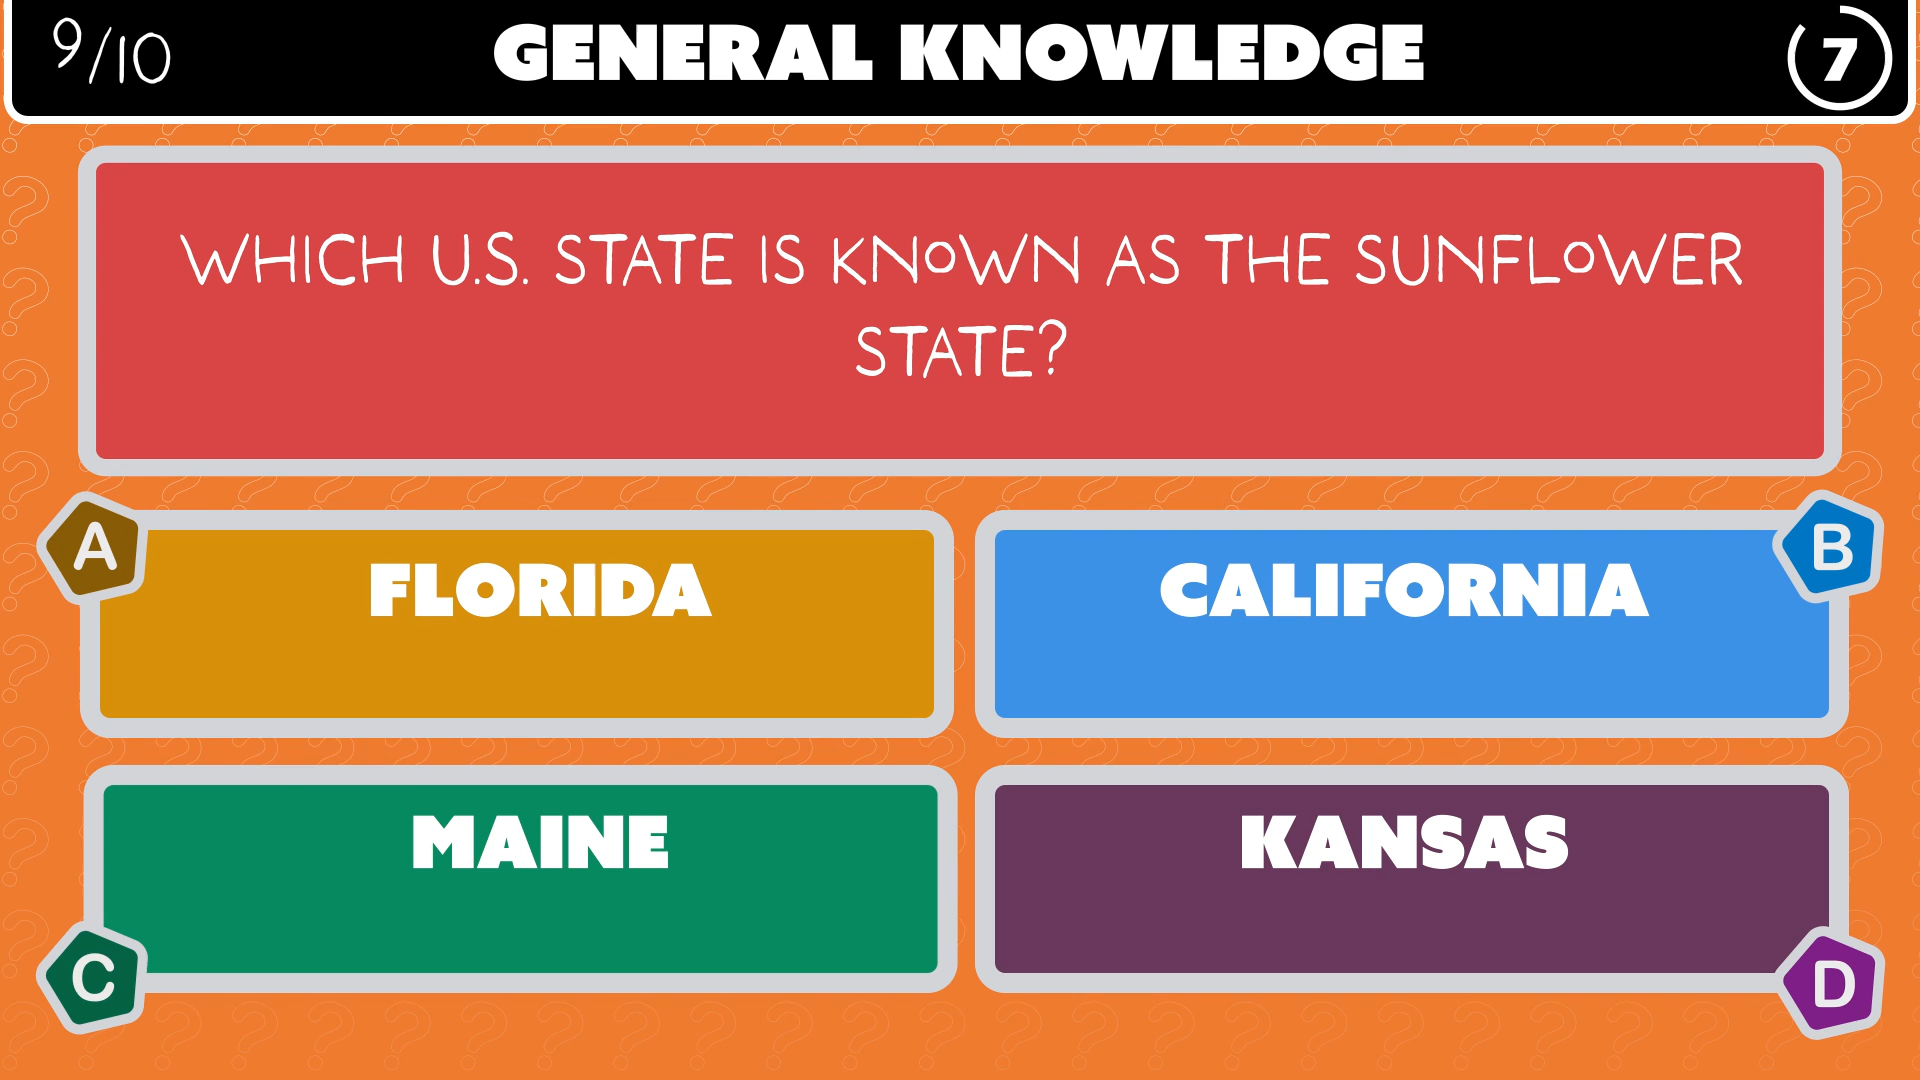 9/10
GENERAL KNOWLEDGE
7
WHICH U.S. STATE IS KNOWN AS THE SUNFLOWER
STATE?
A
FLORIDA
CALIFORNIA
B
MAINE
C
KANSAS
D